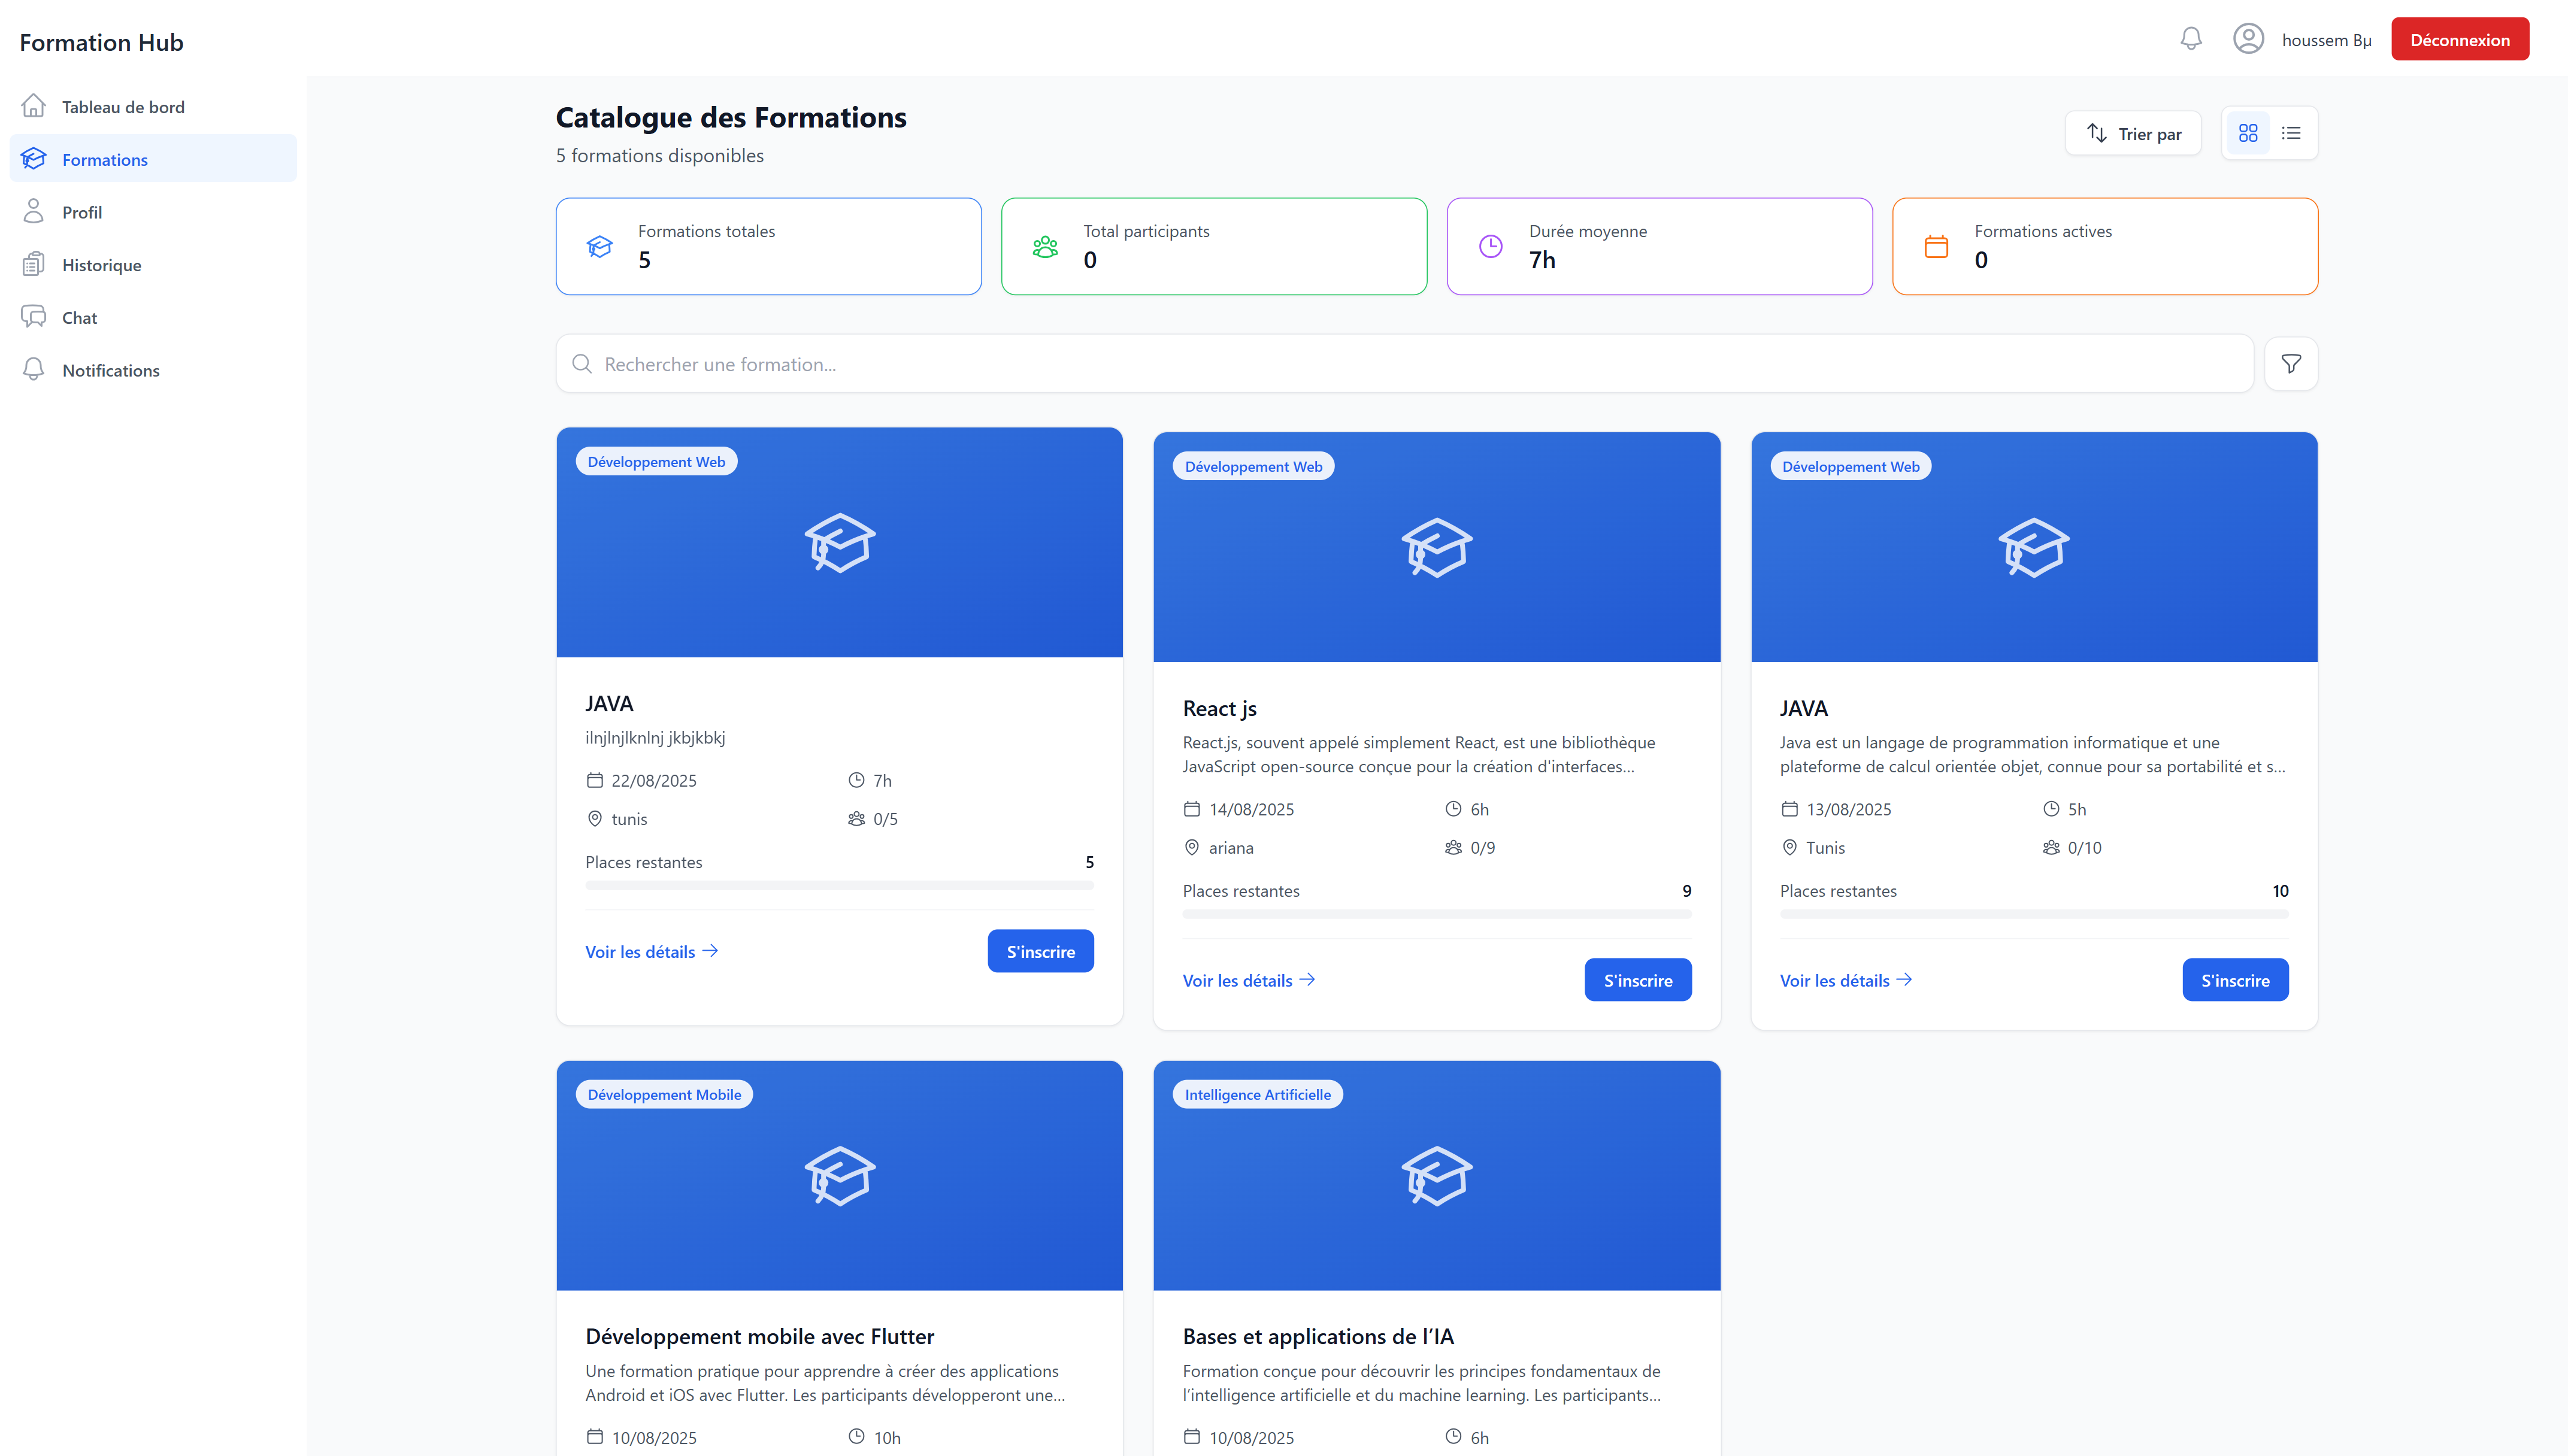 Formation Hub
houssem Bµ
Déconnexion
Tableau de bord
Formations
Profil
Historique
Chat
Notifications
Catalogue des Formations
5 formations disponibles
Trier par
Formations totales
5
Total participants
0
Durée moyenne
7h
Formations actives
0
Rechercher une formation...
Développement Web
JAVA
ilnjlnjlknlnj jkbjkbkj
22/08/2025
7h
tunis
0/5
Places restantes
5
Voir les détails
S'inscrire
Développement Web
React js
React.js, souvent appelé simplement React, est une bibliothèque
JavaScript open-source conçue pour la création d'interfaces...
14/08/2025
6h
ariana
0/9
Places restantes
9
Voir les détails
S'inscrire
Développement Web
JAVA
Java est un langage de programmation informatique et une
plateforme de calcul orientée objet, connue pour sa portabilité et s...
13/08/2025
5h
Tunis
0/10
Places restantes
10
Voir les détails
S'inscrire
Développement Mobile
Développement mobile avec Flutter
Une formation pratique pour apprendre à créer des applications
Android et iOS avec Flutter. Les participants développeront une...
10/08/2025
10h
Intelligence Artificielle
Bases et applications de l’IA
Formation conçue pour découvrir les principes fondamentaux de
l’intelligence artificielle et du machine learning. Les participants...
10/08/2025
6h